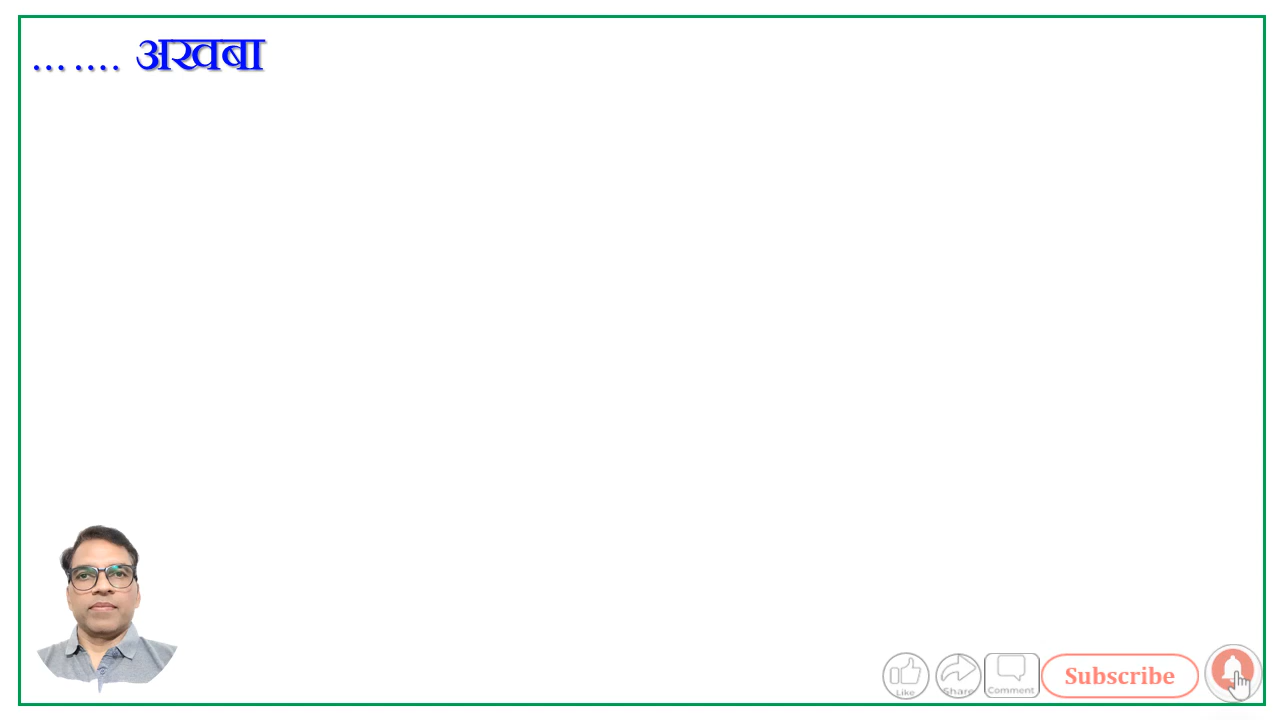 ……. अखबा
Like
Share
Comment
Subscribe